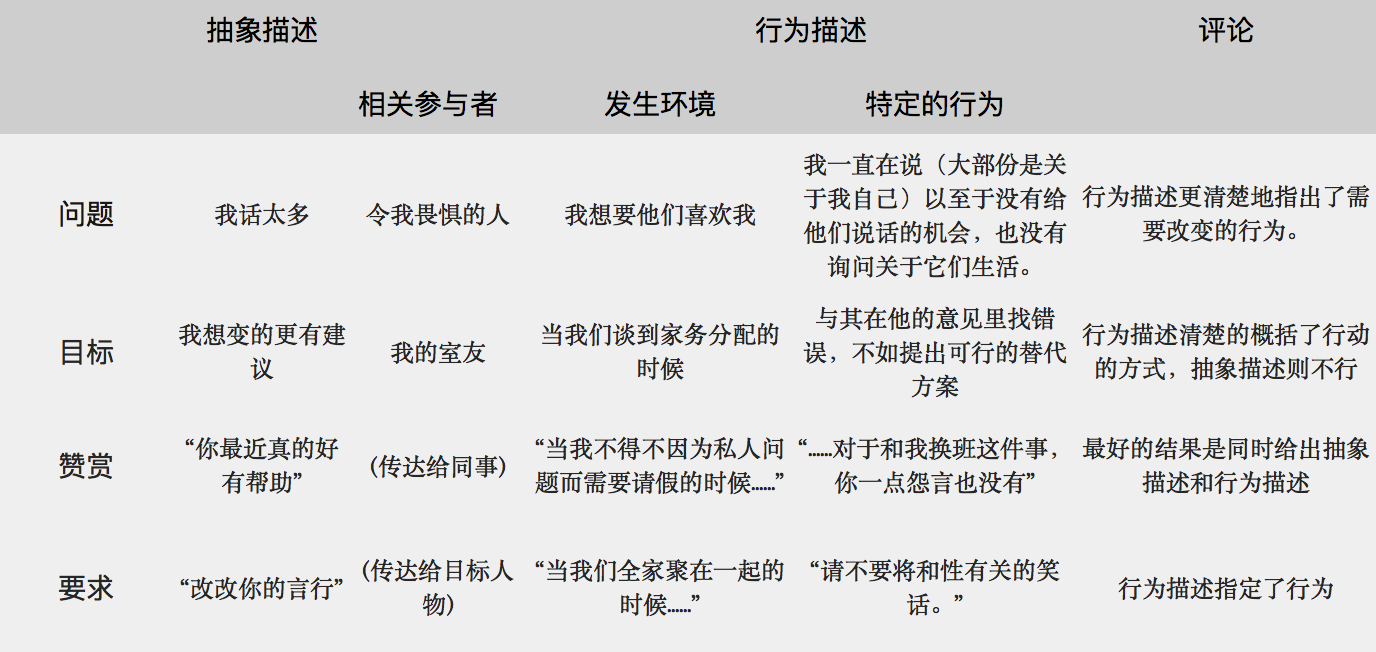 抽象描述 行为描述 评论
相关参与者 发生环境 特定的行为
问题
我话太多
令我畏惧的人
我想要他们喜欢我
我一直在说（大部份是关
于我自己）以至于没有给
他们说话的机会，也没有
询问关于它们生活。
行为描述更清楚地指出了需
要改变的行为。
目标
我想变的更有建
议
我的室友
当我们谈到家务分配的
时候
与其在他的意见里找错
误，不如提出可行的替代
方案
行为描述清楚的概括了行动
的方式，抽象描述则不行
赞赏
“你最近真的好
有帮助”
(传达给同事)
“当我不得不因为私人问
题而需要请假的时候……”
“……对于和我换班这件事，
你一点怨言也没有”
最好的结果是同时给出抽象
描述和行为描述
要求
“改改你的言行”
(传达给目标人
物)
“当我们全家聚在一起的
时候……”
“请不要将和性有关的笑
话。”
行为描述指定了行为